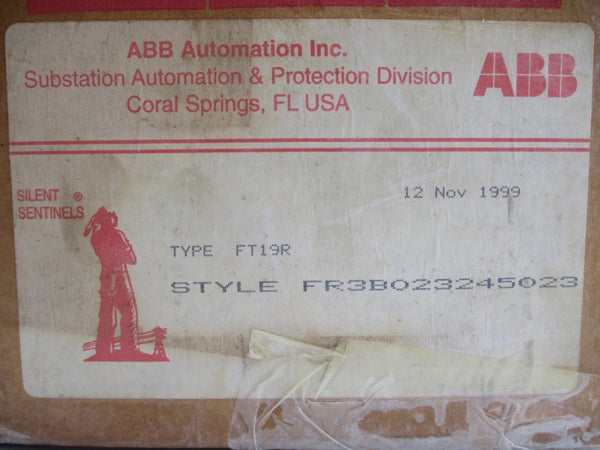 ABB Automation Inc.
Substation Automation & Protection Division
Coral Springs, FL USA
ABB
SILENT ®
SENTINELS
12 Nov 1999
TYPE FT19R
STYLE FR3B023245023